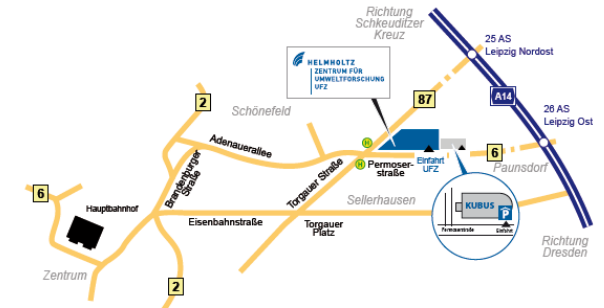 Richtung
Schkeuditzer
Kreuz
25 AS
Leipzig Nordost
HELMHOLTZ
ZENTRUM FÜR
UMWELTFORSCHUNG
UFZ
A14
87
2
Schönefeld
26 AS
Leipzig Ost
H
Adenauerallee
6
H
Permoser-
straße
Einfahrt
UFZ
Paunsdorf
Brandenburger
Straße
Torgauer Straße
6
Hauptbahnhof
Sellerhausen
KUBUS
P
Permoserstraße
Einfahrt
Eisenbahnstraße
Torgauer
Platz
Richtung
Dresden
Zentrum
2